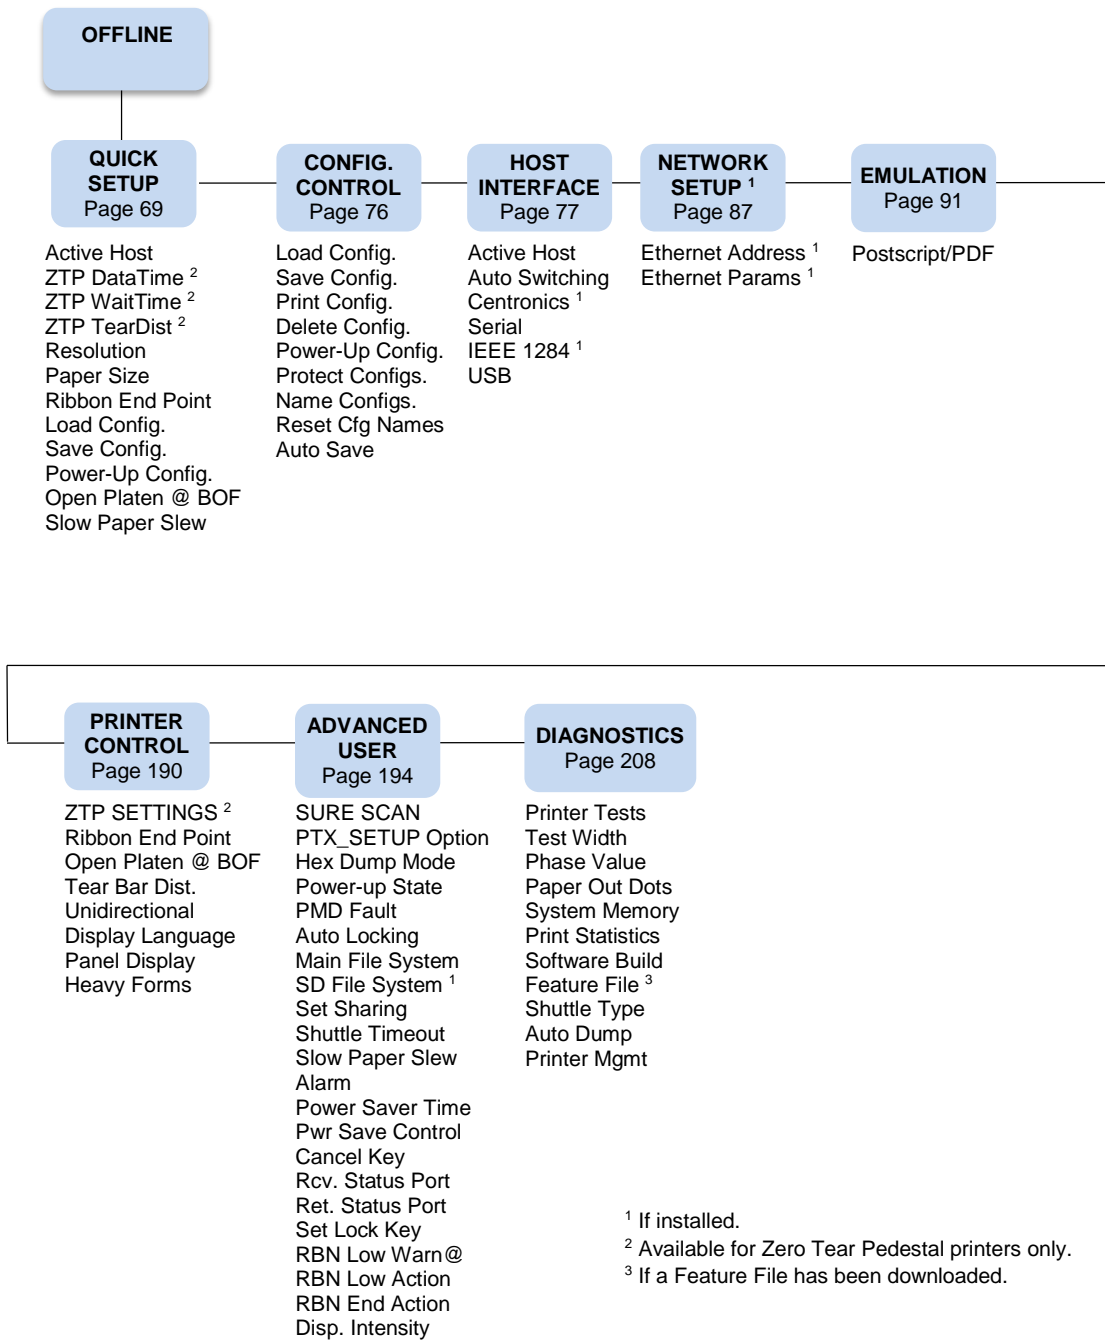 OFFLINE
QUICK
SETUP
Page 69
Active Host
ZTP DataTime 2
ZTP WaitTime 2
ZTP TearDist 2
Resolution
Paper Size
Ribbon End Point
Load Config.
Save Config.
Power-Up Config.
Open Platen @ BOF
Slow Paper Slew
CONFIG.
CONTROL
Page 76
Load Config.
Save Config.
Print Config.
Delete Config.
Power-Up Config.
Protect Configs.
Name Configs.
Reset Cfg Names
Auto Save
HOST
INTERFACE
Page 77
Active Host
Auto Switching
Centronics 1
Serial
IEEE 1284 1
USB
NETWORK
SETUP 1
Page 87
Ethernet Address 1
Ethernet Params 1
EMULATION
Page 91
Postscript/PDF
PRINTER
CONTROL
Page 190
ZTP SETTINGS 2
Ribbon End Point
Open Platen @ BOF
Tear Bar Dist.
Unidirectional
Display Language
Panel Display
Heavy Forms
ADVANCED
USER
Page 194
SURE SCAN
PTX_SETUP Option
Hex Dump Mode
Power-up State
PMD Fault
Auto Locking
Main File System
SD File System 1
Set Sharing
Shuttle Timeout
Slow Paper Slew
Alarm
Power Saver Time
Pwr Save Control
Cancel Key
Rcv. Status Port
Ret. Status Port
Set Lock Key
RBN Low Warn@
RBN Low Action
RBN End Action
Disp. Intensity
DIAGNOSTICS
Page 208
Printer Tests
Test Width
Phase Value
Paper Out Dots
System Memory
Print Statistics
Software Build
Feature File 3
Shuttle Type
Auto Dump
Printer Mgmt
1 If installed.
2 Available for Zero Tear Pedestal printers only.
3 If a Feature File has been downloaded.